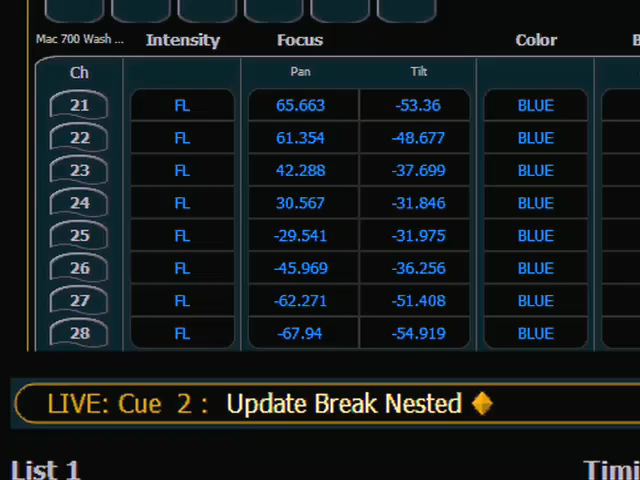 Mac 700 Wash ... Intensity Focus Color B
Ch Pan Tilt
21 FL 65.663 -53.36 BLUE
22 FL 61.354 -48.677 BLUE
23 FL 42.288 -37.699 BLUE
24 FL 30.567 -31.846 BLUE
25 FL -29.541 -31.975 BLUE
26 FL -45.969 -36.256 BLUE
27 FL -62.271 -51.408 BLUE
28 FL -67.94 -54.919 BLUE
LIVE: Cue 2 : Update Break Nested
List 1 Timi